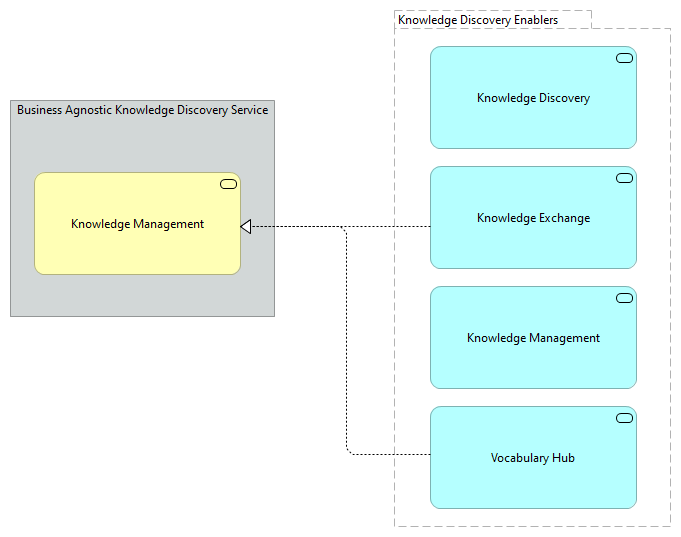 Knowledge Discovery Enablers
Knowledge Discovery
Business Agnostic Knowledge Discovery Service
Knowledge Management
Knowledge Exchange
Knowledge Management
Vocabulary Hub